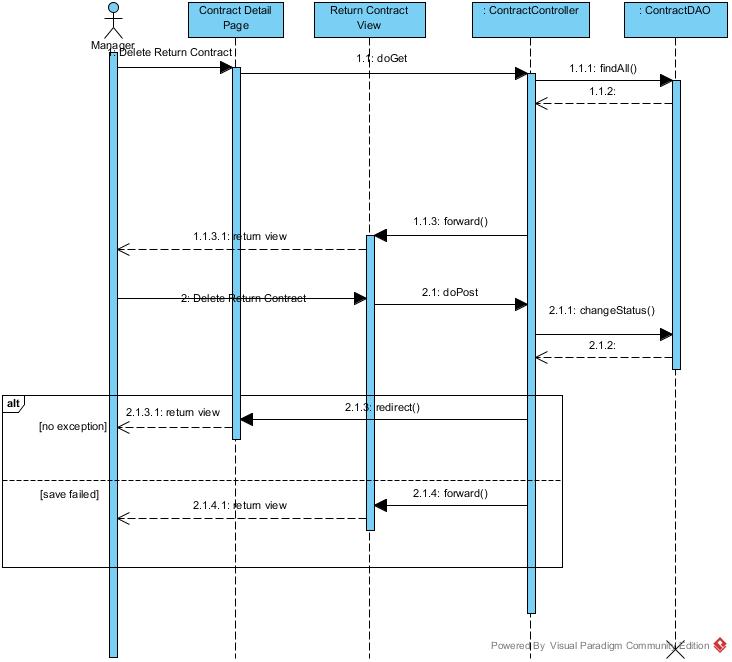 Contract Detail
Page
Return Contract
View
: ContractController
: ContractDAO
Manager
1: Delete Return Contract
1.1: doGet
1.1.1: findAll()
1.1.2:
1.1.3: forward()
1.1.3.1: return view
2: Delete Return Contract
2.1: doPost
2.1.1: changeStatus()
2.1.2:
alt
2.1.3: redirect()
2.1.3.1: return view
[no exception]
[save failed]
2.1.4: forward()
2.1.4.1: return view
Powered By Visual Paradigm Community Edition